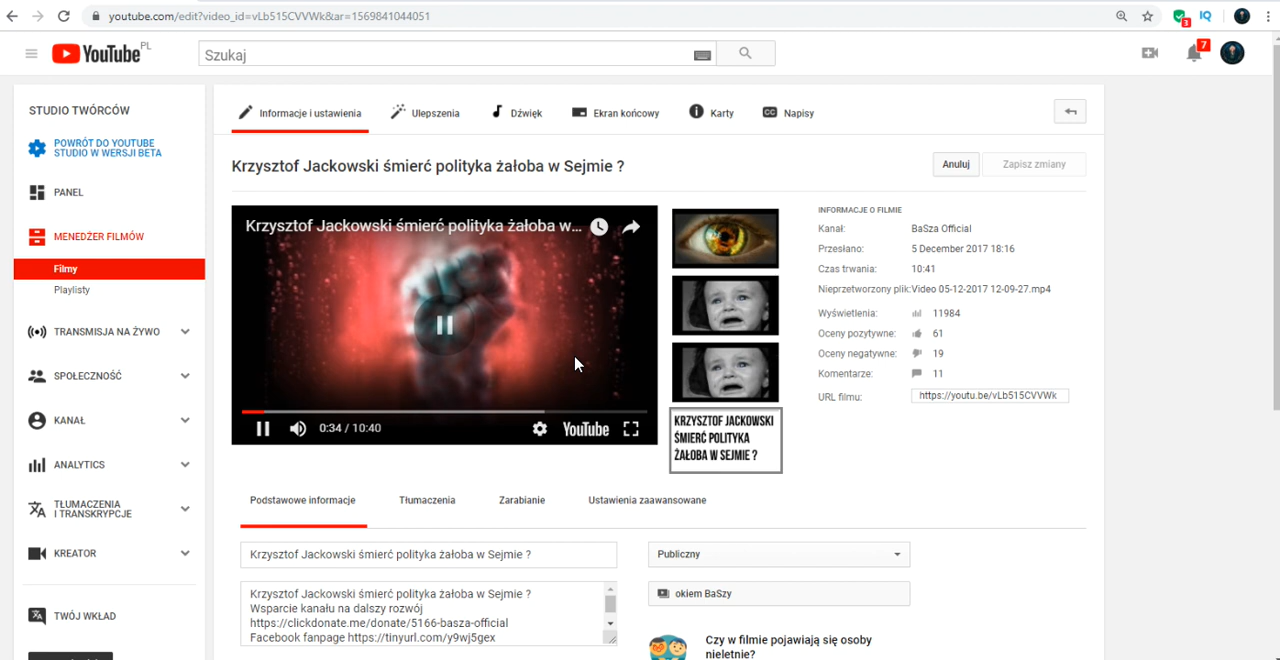 youtube.com/edit?video_id=vLb515CVVWk&ar=1569841044051
3
IQ
YouTube PL
Szukaj
7
STUDIO TWÓRCÓW
POWRÓT DO YOUTUBE
STUDIO W WERSJI BETA
PANEL
MENEDŻER FILMÓW
Filmy
Playlisty
TRANSMISJA NA ŻYWO
SPOŁECZNOŚĆ
KANAŁ
ANALYTICS
TŁUMACZENIA
I TRANSKRYPCJE
KREATOR
TWÓJ WKŁAD
Informacje i ustawienia
Ulepszenia
Dźwięk
Ekran końcowy
Karty
CC Napisy
Krzysztof Jackowski śmierć polityka żałoba w Sejmie ?
Anuluj
Zapisz zmiany
Krzysztof Jackowski śmierć polityka żałoba w...
0:34 / 10:40
YouTube
KRZYSZTOF JACKOWSKI
ŚMIERĆ POLITYKA
ŻAŁOBA W SEJMIE ?
INFORMACJE O FILMIE
Kanał: BaSza Official
Przesłano: 5 December 2017 18:16
Czas trwania: 10:41
Nieprzetworzony plik: Video 05-12-2017 12-09-27.mp4
Wyświetlenia: 11984
Oceny pozytywne: 61
Oceny negatywne: 19
Komentarze: 11
URL filmu: https://youtu.be/vLb515CVVWk
Podstawowe informacje
Tłumaczenia
Zarabianie
Ustawienia zaawansowane
Krzysztof Jackowski śmierć polityka żałoba w Sejmie ?
Krzysztof Jackowski śmierć polityka żałoba w Sejmie ?
Wsparcie kanału na dalszy rozwój
https://clickdonate.me/donate/5166-basza-official
Facebook fanpage https://tinyurl.com/y9wj5gex
Publiczny
okiem BaSzy
Czy w filmie pojawiają się osoby
nieletnie?